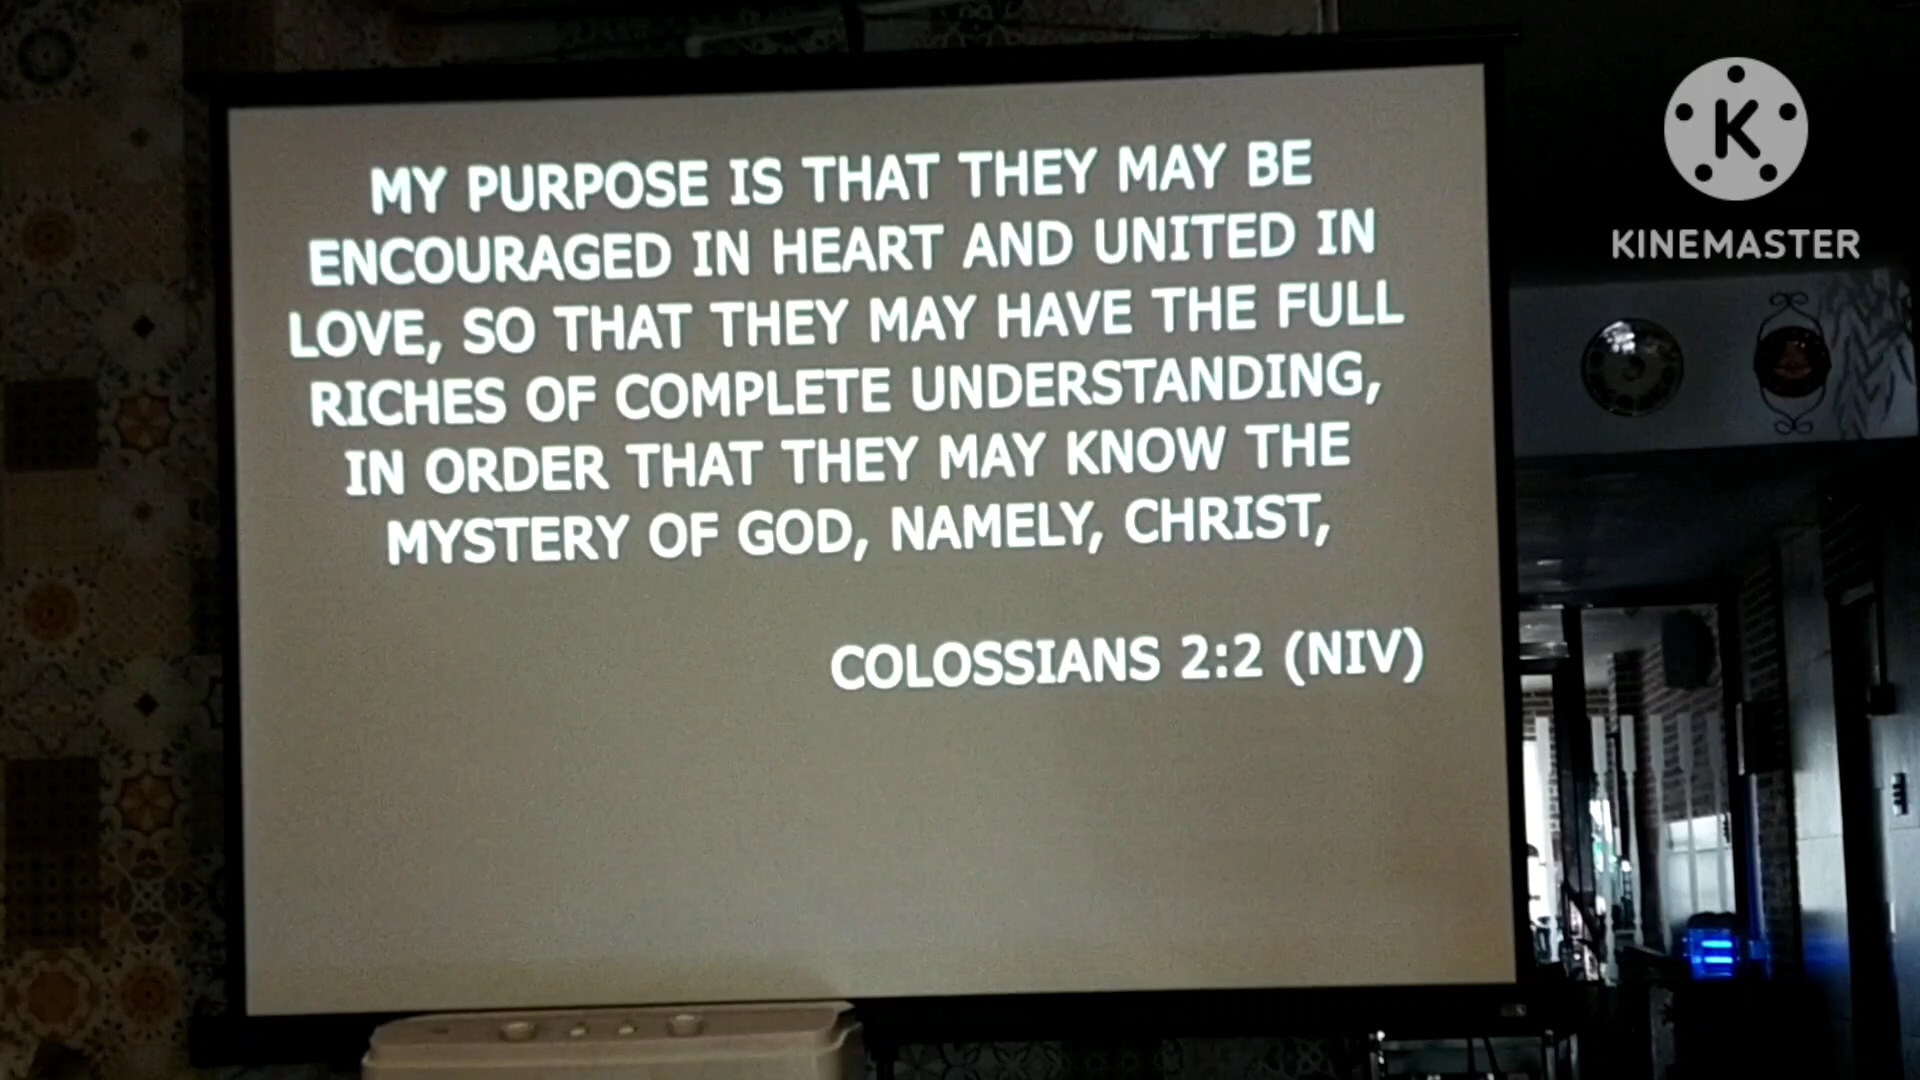 MY PURPOSE IS THAT THEY MAY BE
ENCOURAGED IN HEART AND UNITED IN
LOVE, SO THAT THEY MAY HAVE THE FULL
RICHES OF COMPLETE UNDERSTANDING,
IN ORDER THAT THEY MAY KNOW THE
MYSTERY OF GOD, NAMELY, CHRIST,
COLOSSIANS 2:2 (NIV)
K
KINEMASTER